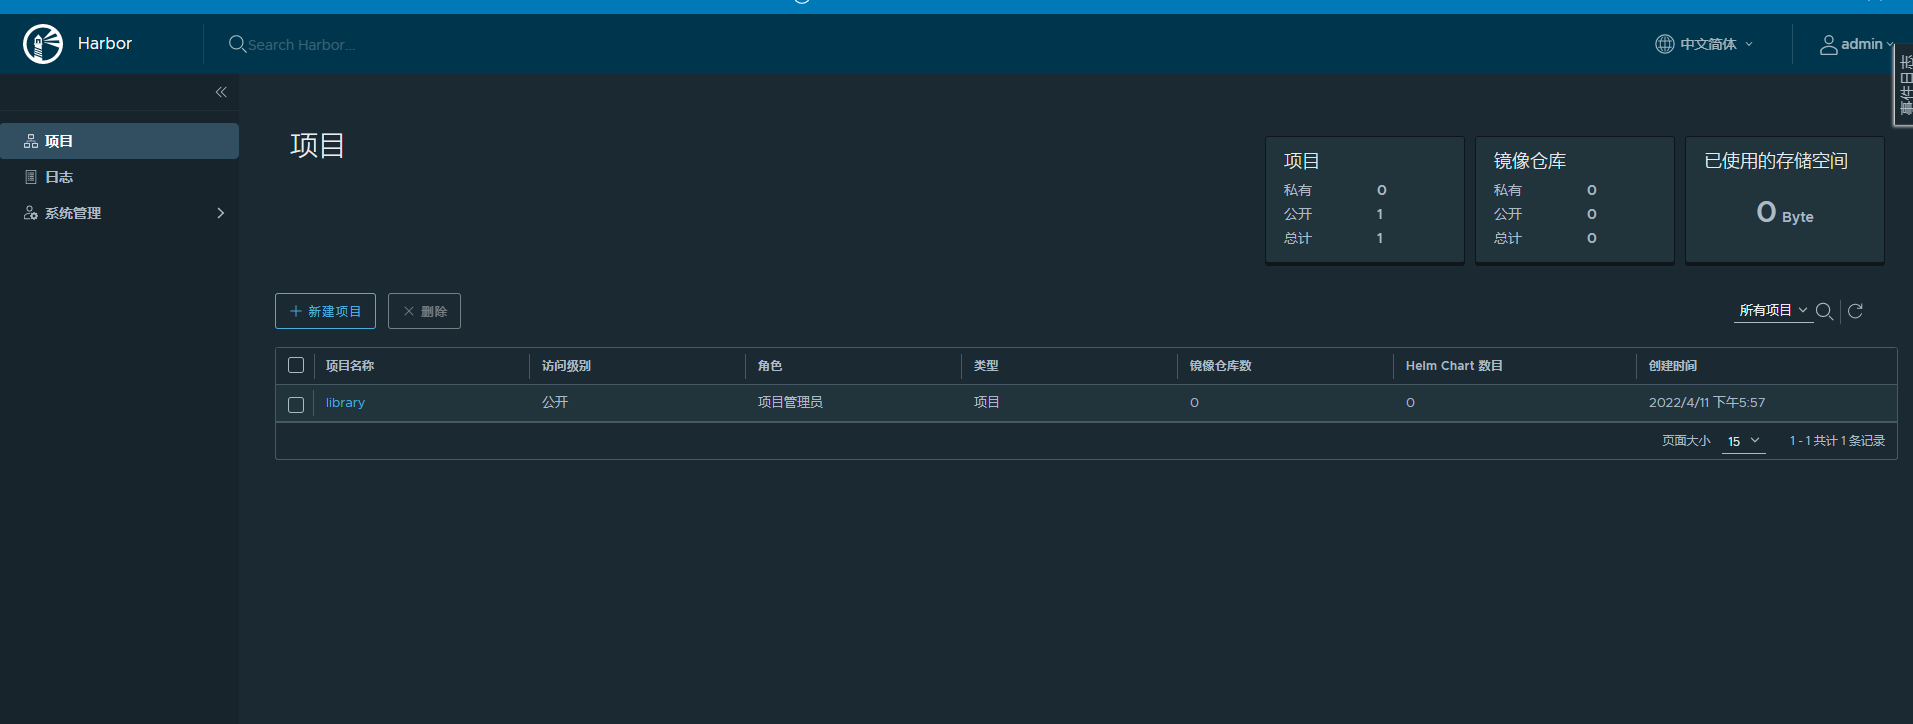 Harbor
Search Harbor...
中文简体
admin
事件日志
项目
日志
系统管理
项目
项目
私有 0
公开 1
总计 1
镜像仓库
私有 0
公开 0
总计 0
已使用的存储空间
0 Byte
新建项目
删除
所有项目
项目名称 访问级别 角色 类型 镜像仓库数 Helm Chart 数目 创建时间
library 公开 项目管理员 项目 0 0 2022/4/11 下午5:57
页面大小 15 1 - 1 共计 1 条记录